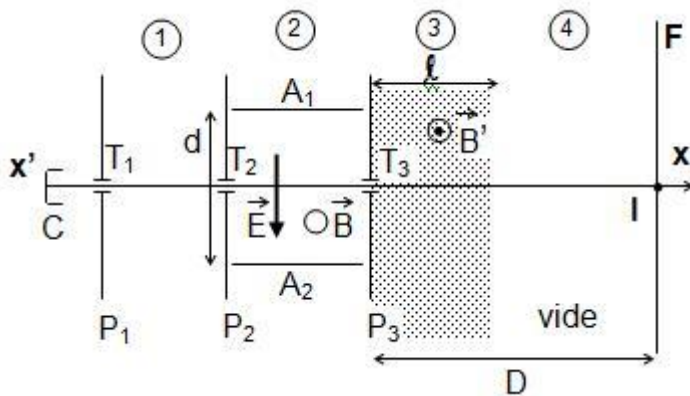 1 2 3 4
F
ℓ
A₁
B⃗’
d
x’ T₁ T₂ T₃ x
C E⃗ B⃗ I
A₂
P₁ P₂ P₃ vide
D